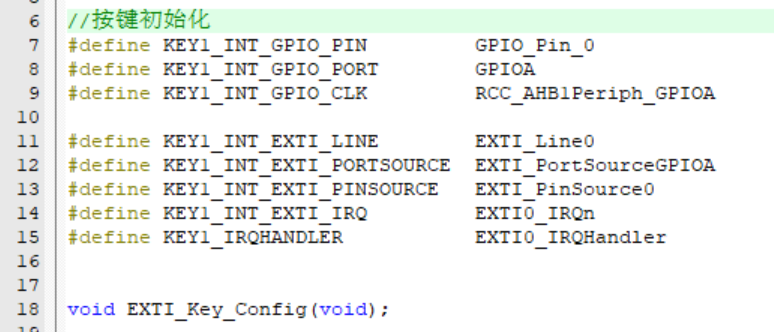 6 //按键初始化
7 #define KEY1_INT_GPIO_PIN GPIO_Pin_0
8 #define KEY1_INT_GPIO_PORT GPIOA
9 #define KEY1_INT_GPIO_CLK RCC_AHB1Periph_GPIOA
10
11 #define KEY1_INT_EXTI_LINE EXTI_Line0
12 #define KEY1_INT_EXTI_PORTSOURCE EXTI_PortSourceGPIOA
13 #define KEY1_INT_EXTI_PINSOURCE EXTI_PinSource0
14 #define KEY1_INT_EXTI_IRQ EXTI0_IRQn
15 #define KEY1_IRQHANDLER EXTI0_IRQHandler
16
17
18 void EXTI_Key_Config(void);